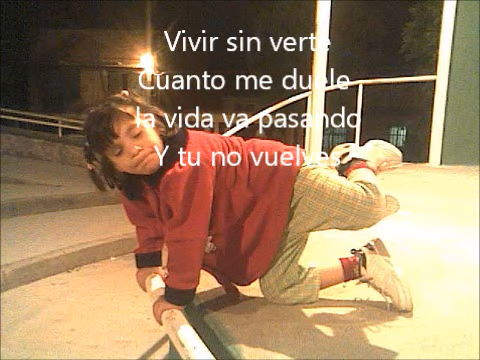 Vivir sin verte
Cuanto me duele
la vida va pasando
Y tu no vuelves